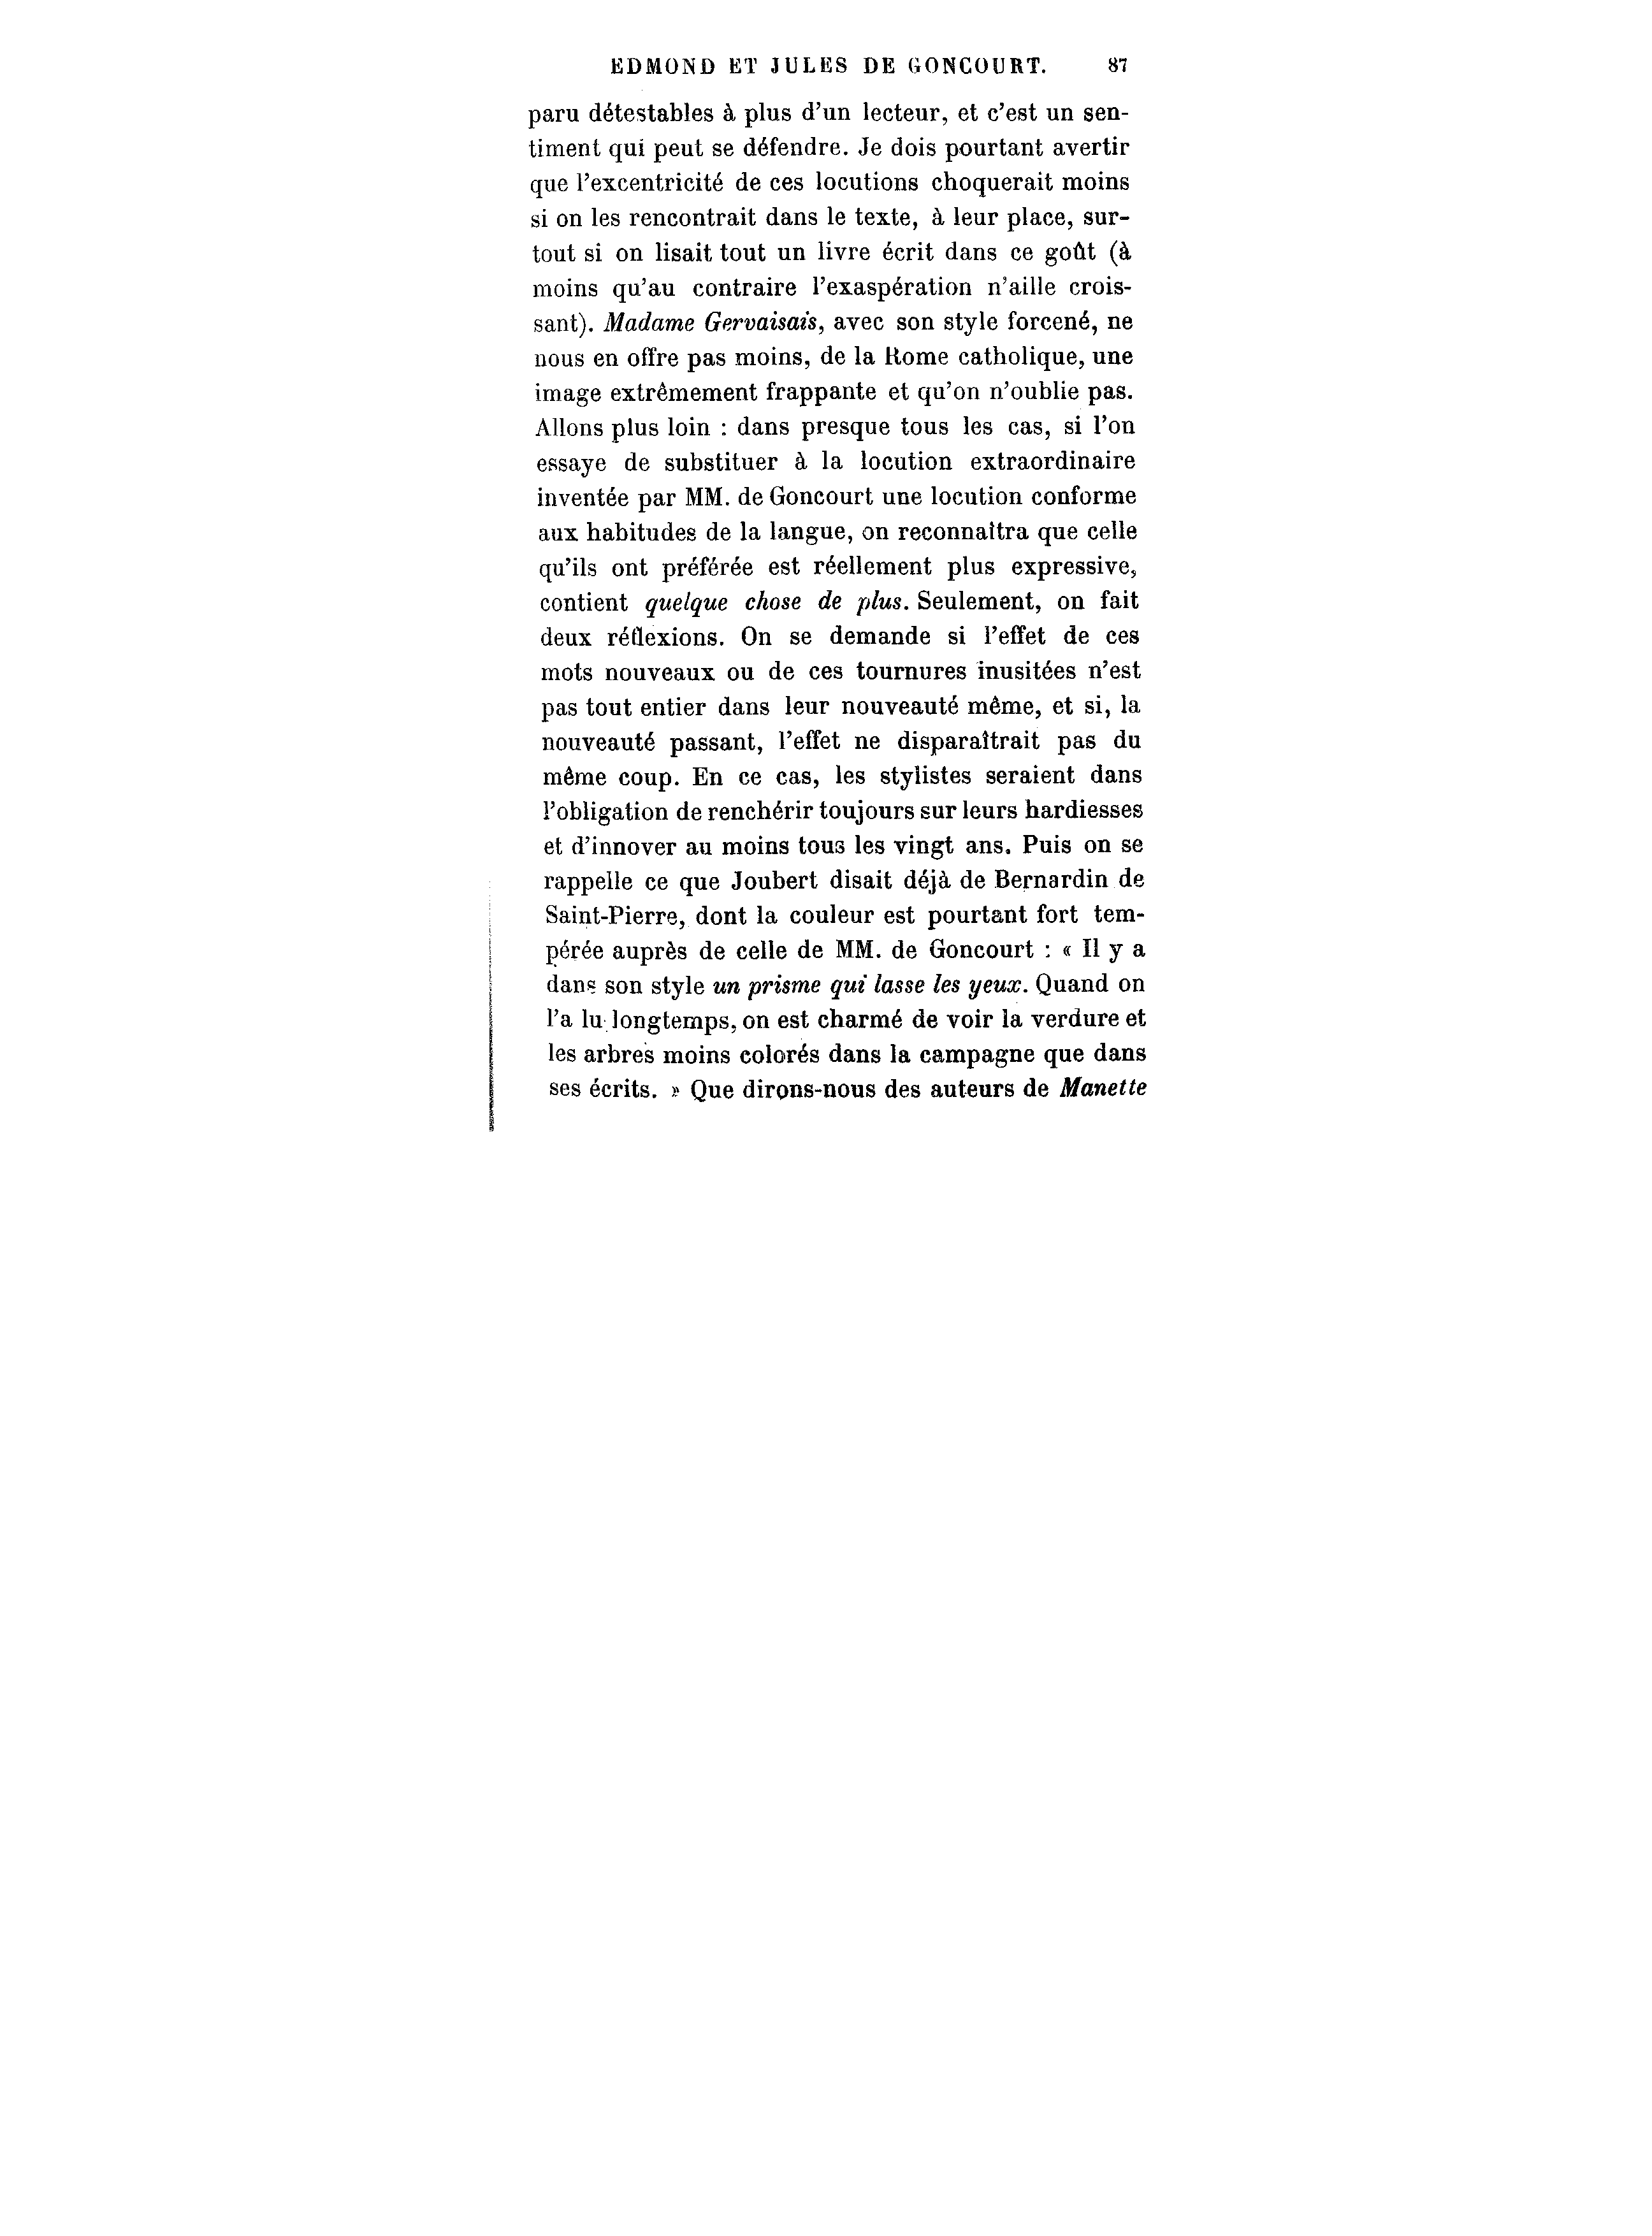 EDMOND ET JULES DE GONCOURT. 87
paru détestables à plus d'un lecteur, et c'est un sen-
timent qui peut se défendre. Je dois pourtant avertir
que l'excentricité de ces locutions choquerait moins
si on les rencontrait dans le texte, à leur place, sur-
tout si on lisait tout un livre écrit dans ce goût (à
moins qu'au contraire l'exaspération n'aille crois-
sant). Madame Gervaisais, avec son style forcené, ne
nous en offre pas moins, de la Rome catholique, une
image extrêmement frappante et qu'on n'oublie pas.
Allons plus loin : dans presque tous les cas, si l'on
essaye de substituer à la locution extraordinaire
inventée par MM. de Goncourt une locution conforme
aux habitudes de la langue, on reconnaîtra que celle
qu'ils ont préférée est réellement plus expressive,
contient quelque chose de plus. Seulement, on fait
deux réflexions. On se demande si l'effet de ces
mots nouveaux ou de ces tournures inusitées n'est
pas tout entier dans leur nouveauté même, et si, la
nouveauté passant, l'effet ne disparaîtrait pas du
même coup. En ce cas, les stylistes seraient dans
l'obligation de renchérir toujours sur leurs hardiesses
et d'innover au moins tous les vingt ans. Puis on se
rappelle ce que Joubert disait déjà de Bernardin de
Saint-Pierre, dont la couleur est pourtant fort tem-
pérée auprès de celle de MM. de Goncourt : « Il y a
dans son style un prisme qui lasse les yeux. Quand on
l'a lu longtemps, on est charmé de voir la verdure et
les arbres moins colorés dans la campagne que dans
ses écrits. » Que dirons-nous des auteurs de Manette